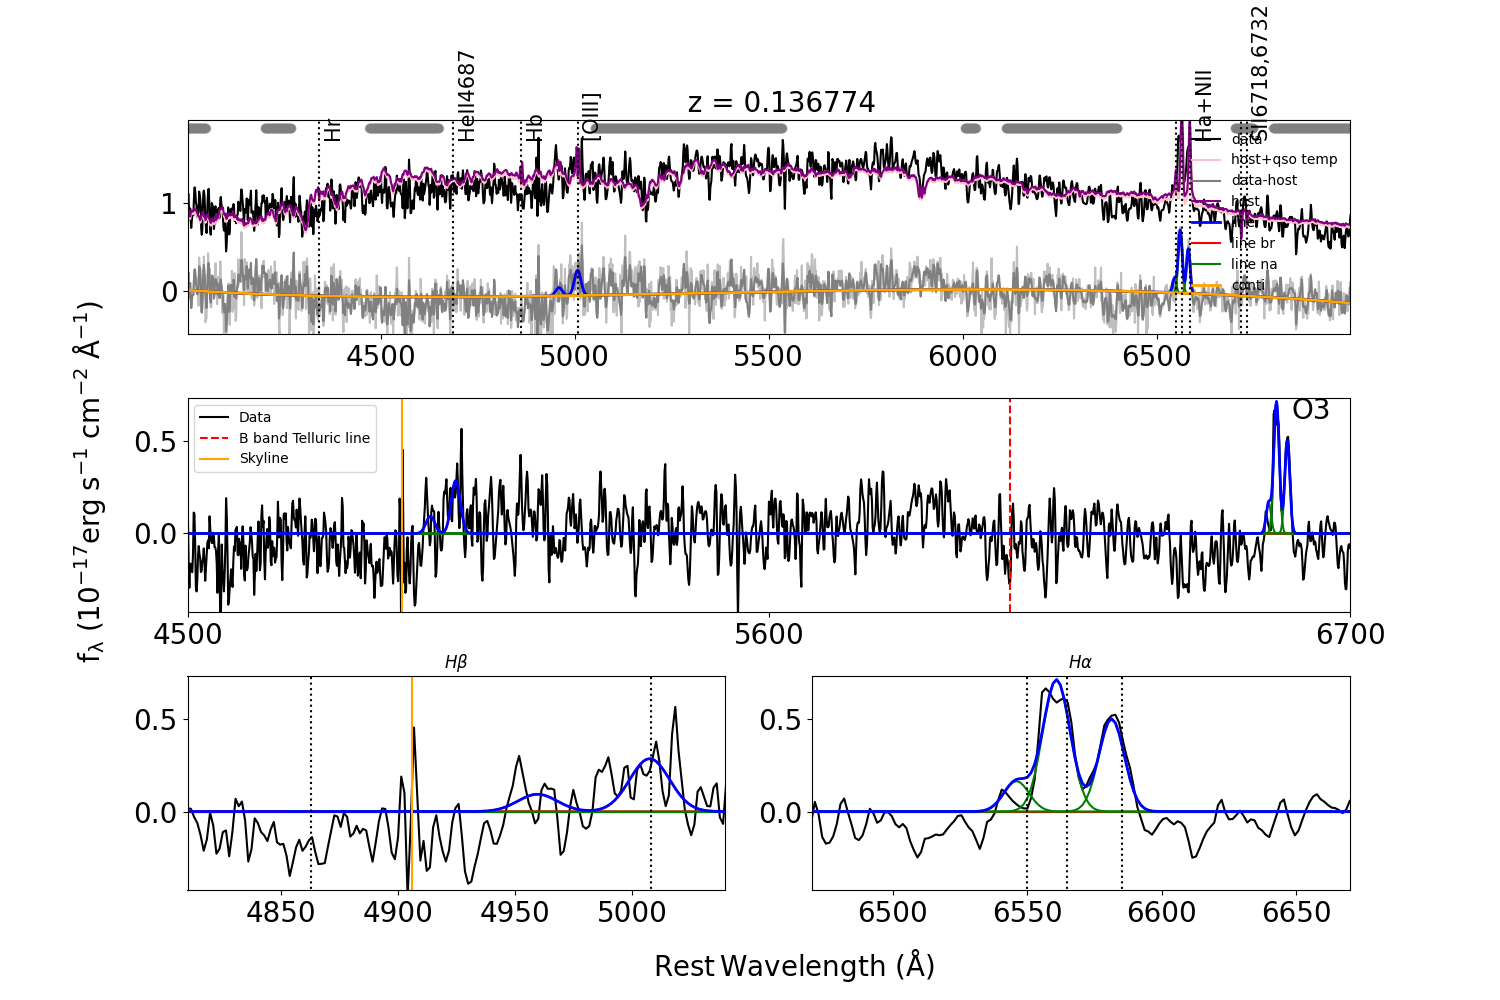 z = 0.136774
Hr
HeII4687
Hb
[OIII]
Ha+NII
SII6718,6732
data
host+qso temp
data-host
host
line
line br
line na
conti
1
0
4500
5000
5500
6000
6500
f_λ (10^{-17}erg s^{-1} cm^{-2} Å^{-1})
Data
B band Telluric line
Skyline
O3
0.5
0.0
4500
5600
6700
Hβ
0.5
0.0
4850
4900
4950
5000
Hα
0.5
0.0
6500
6550
6600
6650
Rest Wavelength (Å)